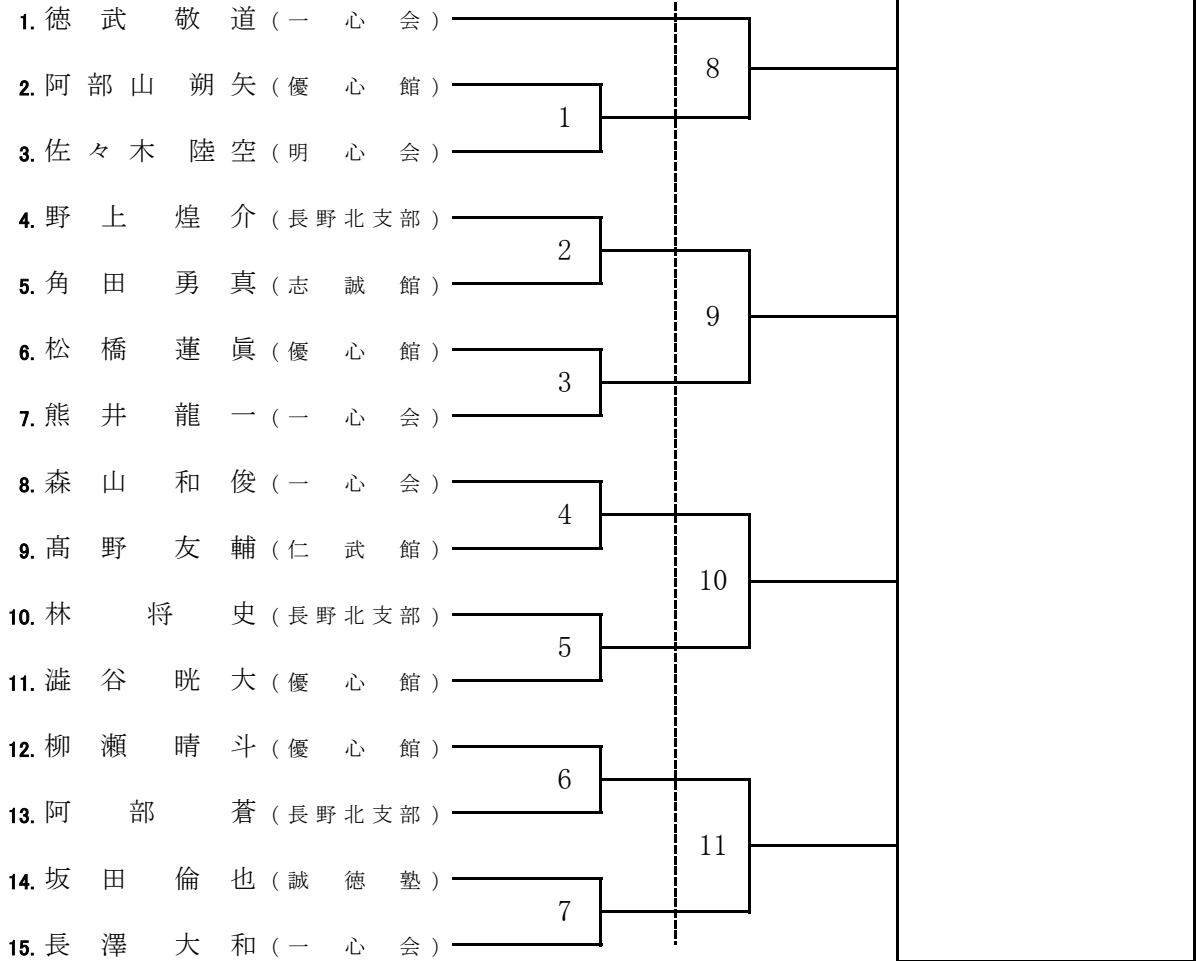 1. 徳武 敬道 (一心会)
8
2. 阿部山 朔矢 (優心館)
1
3. 佐々木 陸空 (明心会)
4. 野上 煌介 (長野北支部)
2
5. 角田 勇真 (志誠館)
9
6. 松橋 蓮眞 (優心館)
3
7. 熊井 龍一 (一心会)
8. 森山 和俊 (一心会)
4
9. 髙野 友輔 (仁武館)
10
10. 林 将史 (長野北支部)
5
11. 澁谷 晄大 (優心館)
12. 柳瀬 晴斗 (優心館)
6
13. 阿部 蒼 (長野北支部)
11
14. 坂田 倫也 (誠徳塾)
7
15. 長澤 大和 (一心会)